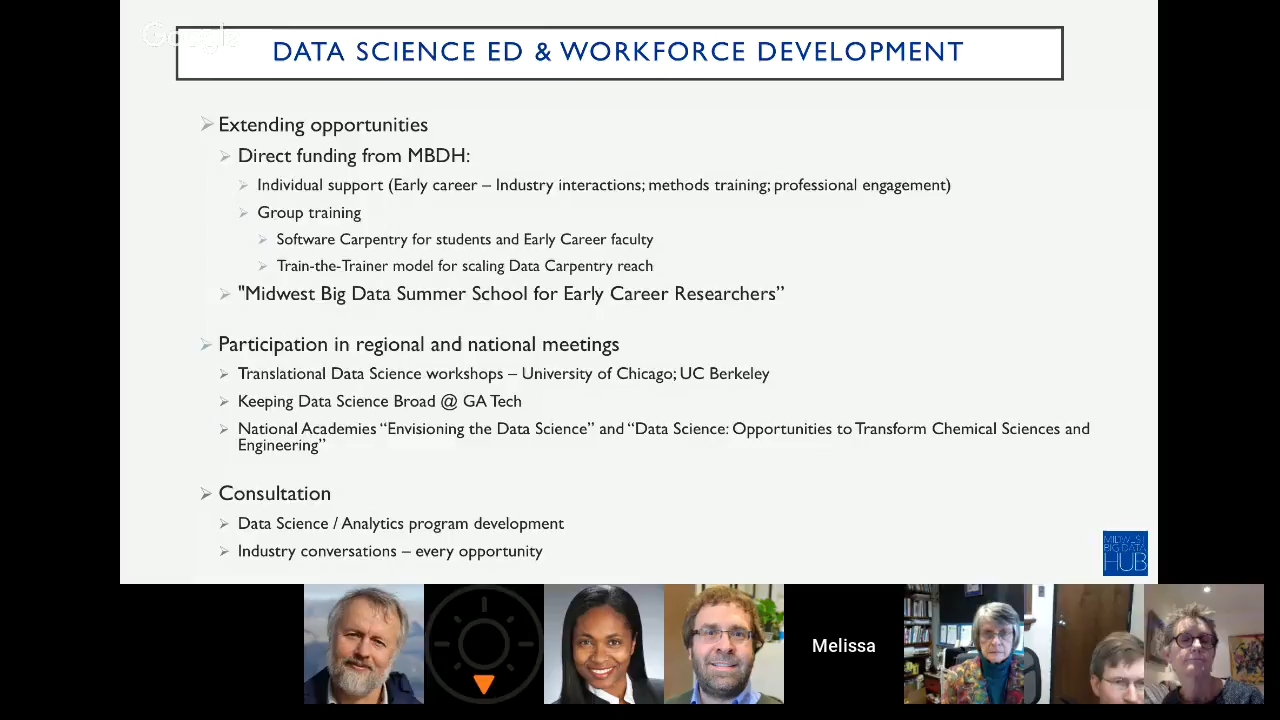 Google
DATA SCIENCE ED & WORKFORCE DEVELOPMENT
Extending opportunities
Direct funding from MBDH:
Individual support (Early career – Industry interactions; methods training; professional engagement)
Group training
Software Carpentry for students and Early Career faculty
Train-the-Trainer model for scaling Data Carpentry reach
"Midwest Big Data Summer School for Early Career Researchers”
Participation in regional and national meetings
Translational Data Science workshops – University of Chicago; UC Berkeley
Keeping Data Science Broad @ GA Tech
National Academies “Envisioning the Data Science” and “Data Science: Opportunities to Transform Chemical Sciences and
Engineering”
Consultation
Data Science / Analytics program development
Industry conversations – every opportunity
MIDWEST
BIG DATA
HUB
Melissa